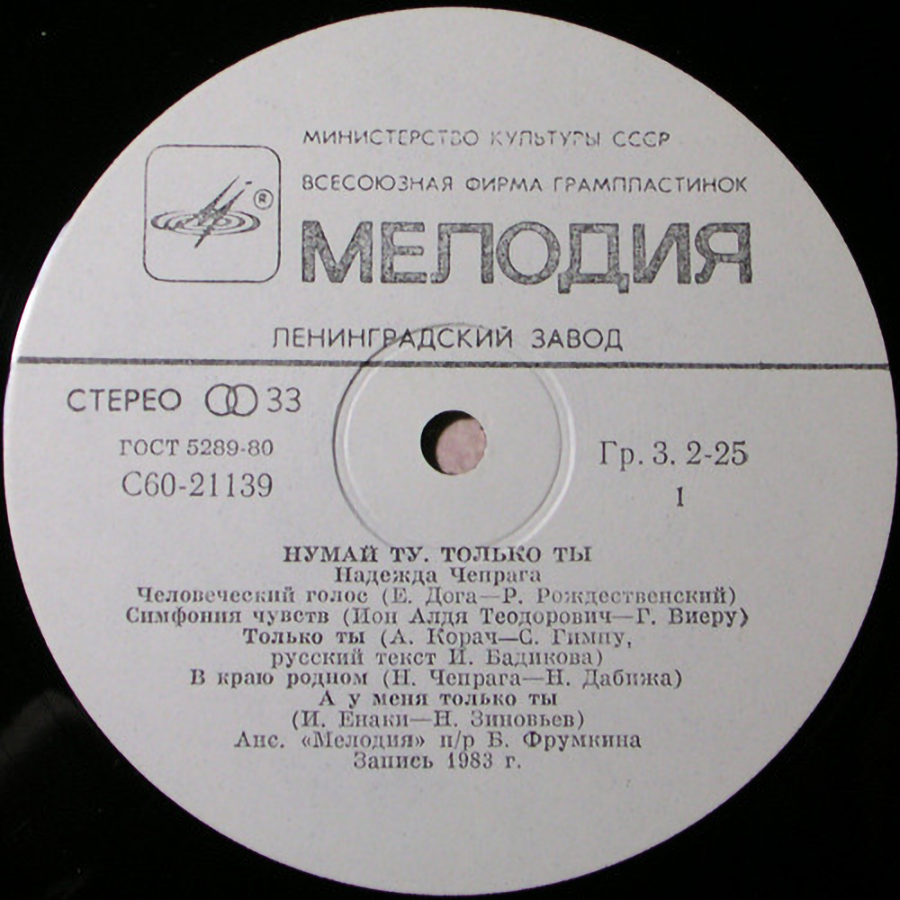 МИНИСТЕРСТВО КУЛЬТУРЫ СССР
ВСЕСОЮЗНАЯ ФИРМА ГРАМПЛАСТИНОК
®
МЕЛОДИЯ
ЛЕНИНГРАДСКИЙ ЗАВОД
СТЕРЕО 33
ГОСТ 5289-80
С60-21139
Гр. 3. 2-25
1
НУМАЙ ТУ. ТОЛЬКО ТЫ
Надежда Чепрага
Человеческий голос (Е. Дога—Р. Рождественский)
Симфония чувств (Ион Алдя Теодорович—Г. Виеру)
Только ты (А. Корач—С. Гимпу,
русский текст И. Бадикова)
В краю родном (Н. Чепрага—Н. Дабижа)
А у меня только ты
(И. Енаки—Н. Зиновьев)
Анс. «Мелодия» п/р Б. Фрумкина
Запись 1983 г.